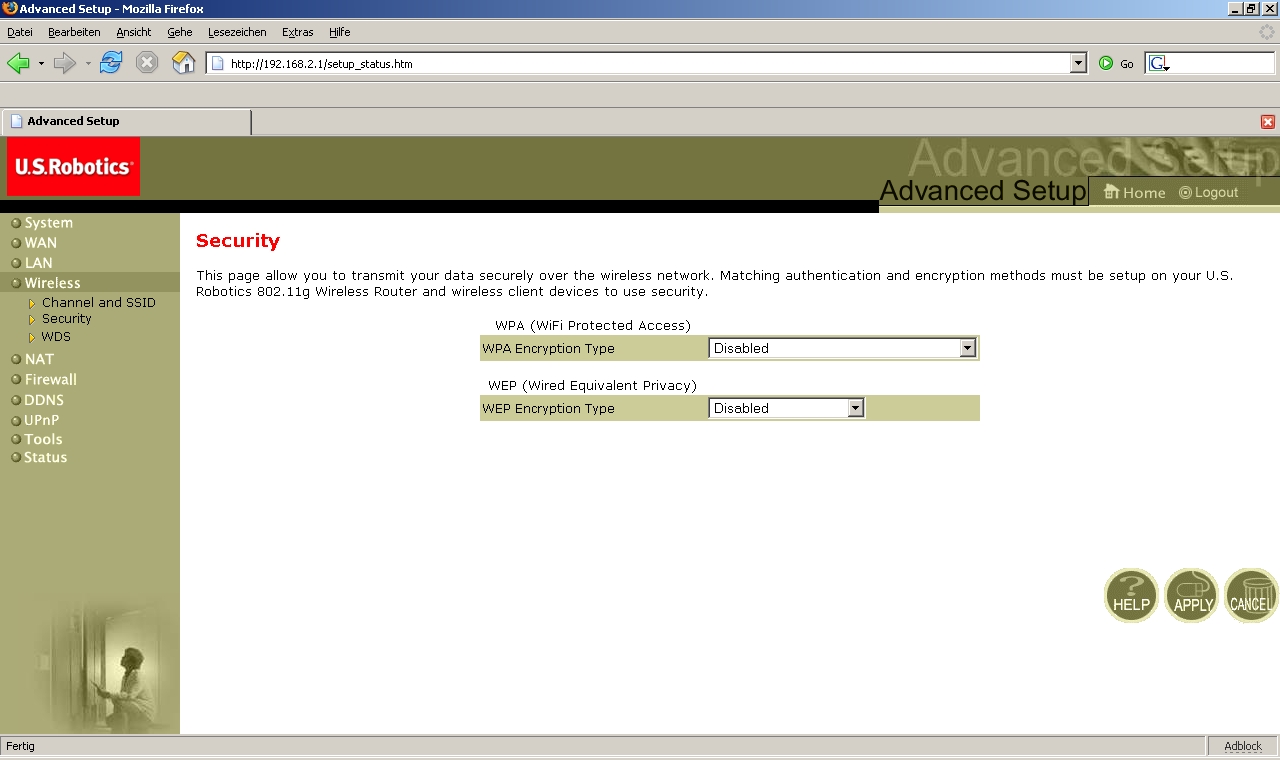 Advanced Setup - Mozilla Firefox
Datei Bearbeiten Ansicht Gehe Lesezeichen Extras Hilfe
http://192.168.2.1/setup_status.htm Go G
Advanced Setup
U.S.Robotics
Advanced Setup
Advanced Setup Home Logout
System
WAN
LAN
Wireless
Channel and SSID
Security
WDS
NAT
Firewall
DDNS
UPnP
Tools
Status
Security
This page allow you to transmit your data securely over the wireless network. Matching authentication and encryption methods must be setup on your U.S.
Robotics 802.11g Wireless Router and wireless client devices to use security.
WPA (WiFi Protected Access)
WPA Encryption Type Disabled
WEP (Wired Equivalent Privacy)
WEP Encryption Type Disabled
HELP APPLY CANCEL
Fertig Adblock